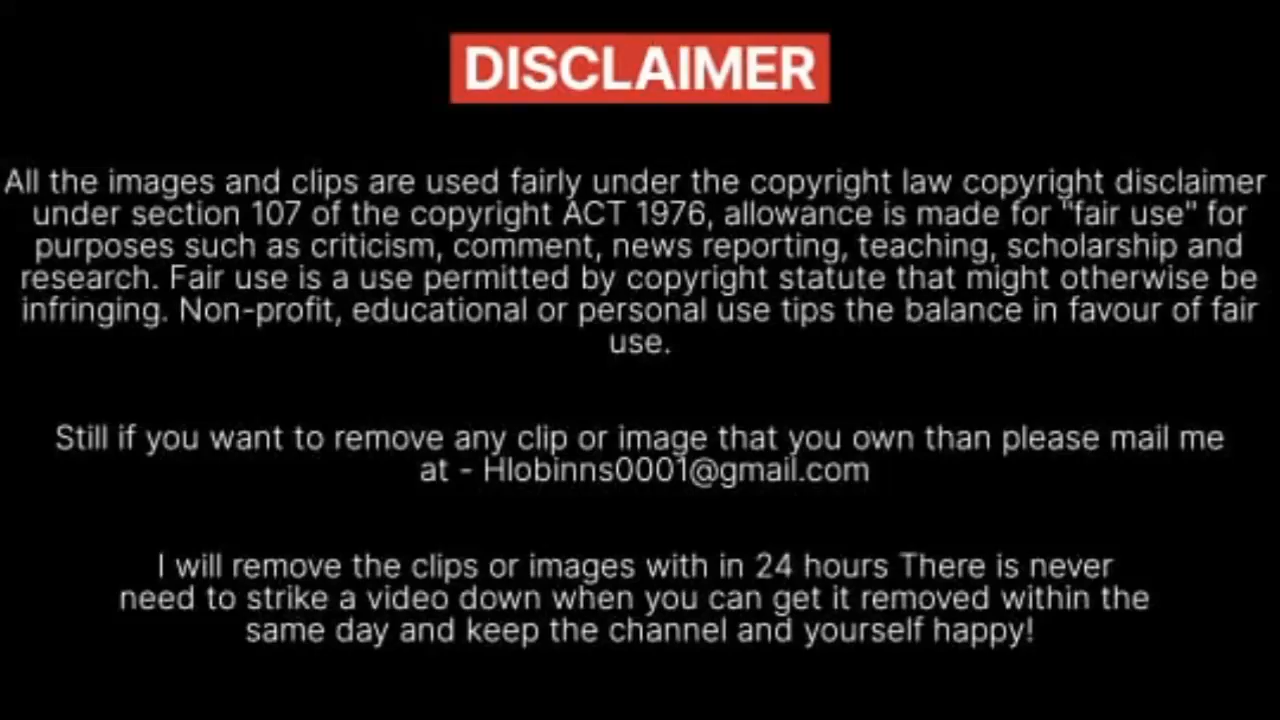 DISCLAIMER
All the images and clips are used fairly under the copyright law copyright disclaimer
under section 107 of the copyright ACT 1976, allowance is made for "fair use" for
purposes such as criticism, comment, news reporting, teaching, scholarship and
research. Fair use is a use permitted by copyright statute that might otherwise be
infringing. Non-profit, educational or personal use tips the balance in favour of fair
use.
Still if you want to remove any clip or image that you own than please mail me
at - Hlobinns0001@gmail.com
I will remove the clips or images with in 24 hours There is never
need to strike a video down when you can get it removed within the
same day and keep the channel and yourself happy!